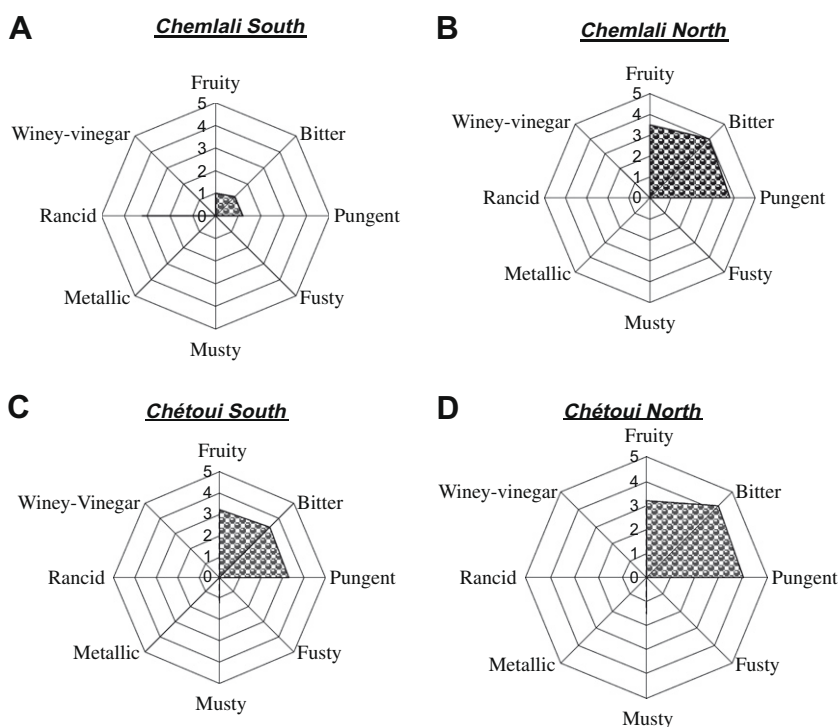 A
Chemlali South
Fruity
Winey-vinegar
Bitter
Rancid
Pungent
Metallic
Fusty
Musty
5
4
3
2
1
0
B
Chemlali North
Fruity
Winey-vinegar
Bitter
Rancid
Pungent
Metallic
Fusty
Musty
5
4
3
2
1
0
C
Chétoui South
Fruity
Winey-Vinegar
Bitter
Rancid
Pungent
Metallic
Fusty
Musty
5
4
3
2
1
0
D
Chétoui North
Fruity
Winey-vinegar
Bitter
Rancid
Pungent
Metallic
Fusty
Musty
5
4
3
2
1
0